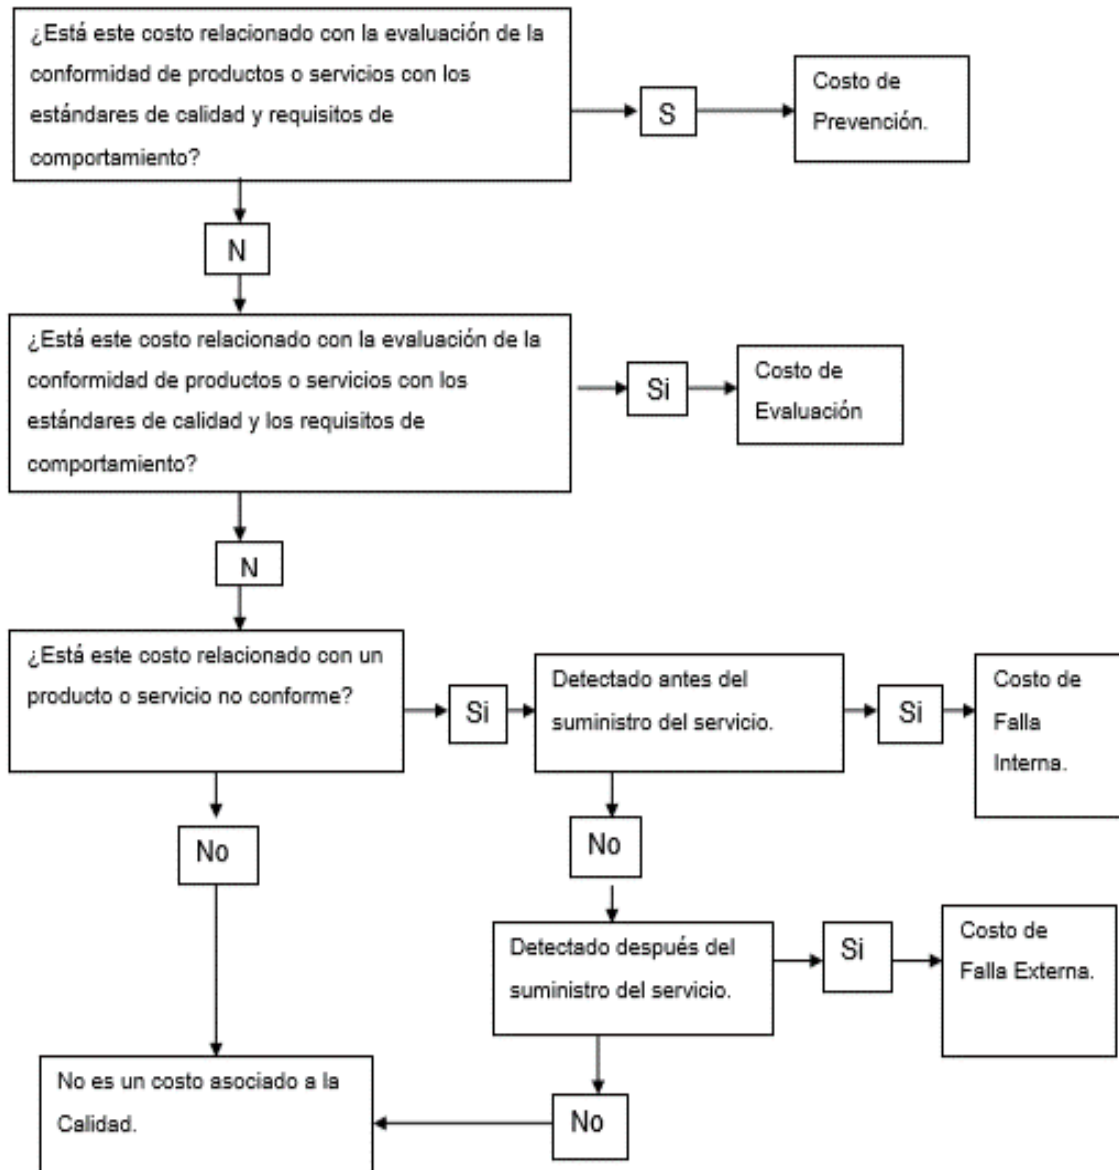 ¿Está este costo relacionado con la evaluación de la
conformidad de productos o servicios con los
estándares de calidad y requisitos de
comportamiento?
S
Costo de
Prevención.
N
¿Está este costo relacionado con la evaluación de la
conformidad de productos o servicios con los
estándares de calidad y los requisitos de
comportamiento?
Si
Costo de
Evaluación
N
¿Está este costo relacionado con un
producto o servicio no conforme?
Si
Detectado antes del
suministro del servicio.
Si
Costo de
Falla
Interna.
No
No
Detectado después del
suministro del servicio.
Si
Costo de
Falla Externa.
No es un costo asociado a la
Calidad.
No